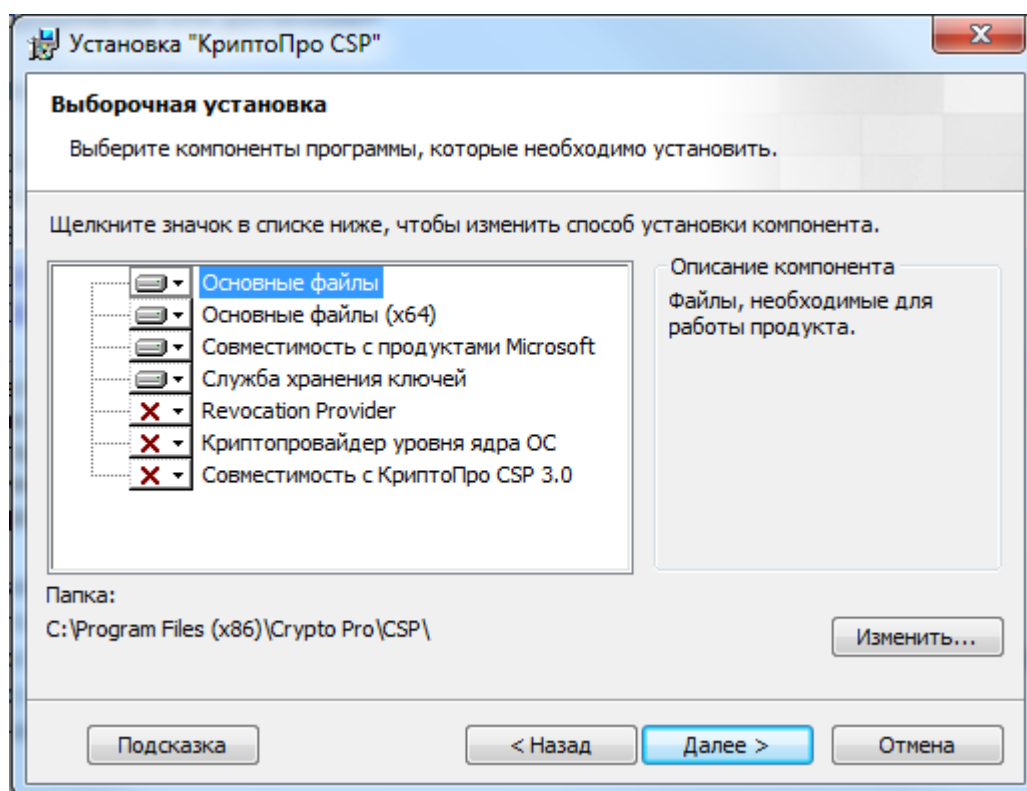 Установка "КриптоПро CSP"
Выборочная установка
Выберите компоненты программы, которые необходимо установить.
Щелкните значок в списке ниже, чтобы изменить способ установки компонента.
Основные файлы
Основные файлы (x64)
Совместимость с продуктами Microsoft
Служба хранения ключей
Revocation Provider
Криптопровайдер уровня ядра ОС
Совместимость с КриптоПро CSP 3.0
Описание компонента
Файлы, необходимые для
работы продукта.
Папка:
C:\Program Files (x86)\Crypto Pro\CSP\
Изменить...
Подсказка
< Назад
Далее >
Отмена